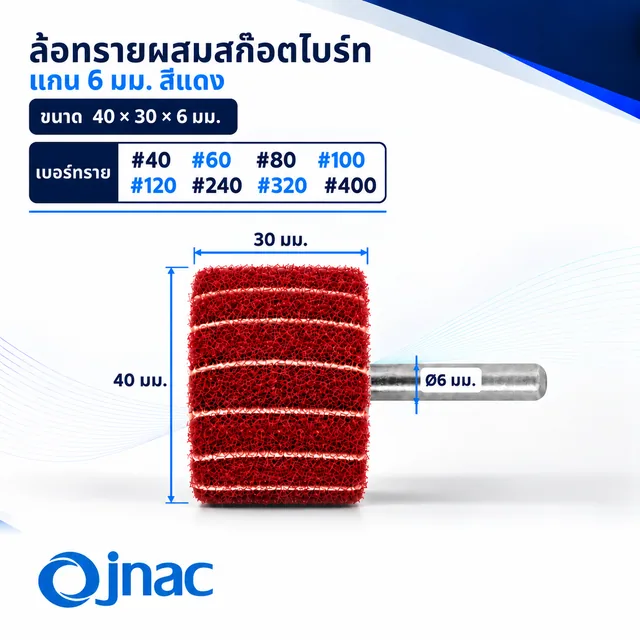 ล้อทรายผสมสก๊อตไบร์ท
แกน 6 มม. สีแดง
ขนาด 40 × 30 × 6 มม.
เบอร์ทราย
#40 #60 #80 #100
#120 #240 #320 #400
30 มม.
40 มม.
Ø6 มม.
jnac